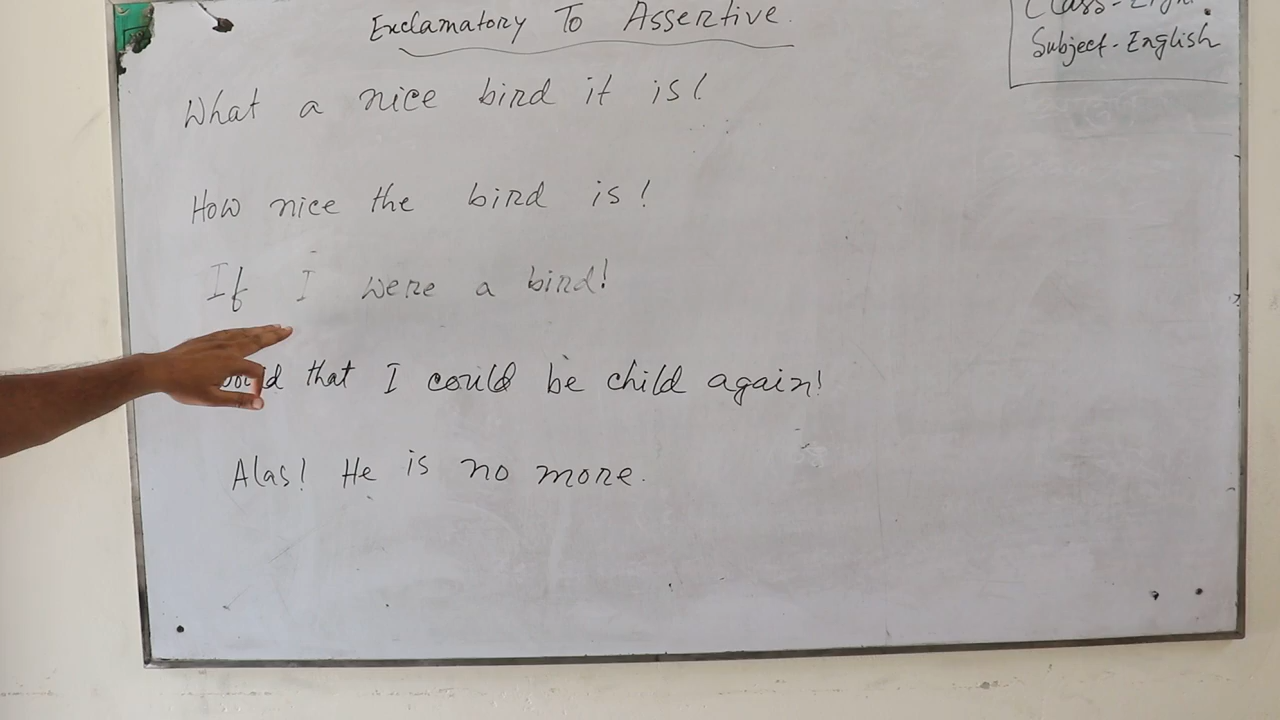 Exclamatory To Assertive.
Class-
Subject- English
What a nice bird it is!
How nice the bird is!
If I were a bird!
that I could be child again!
Alas! He is no more.